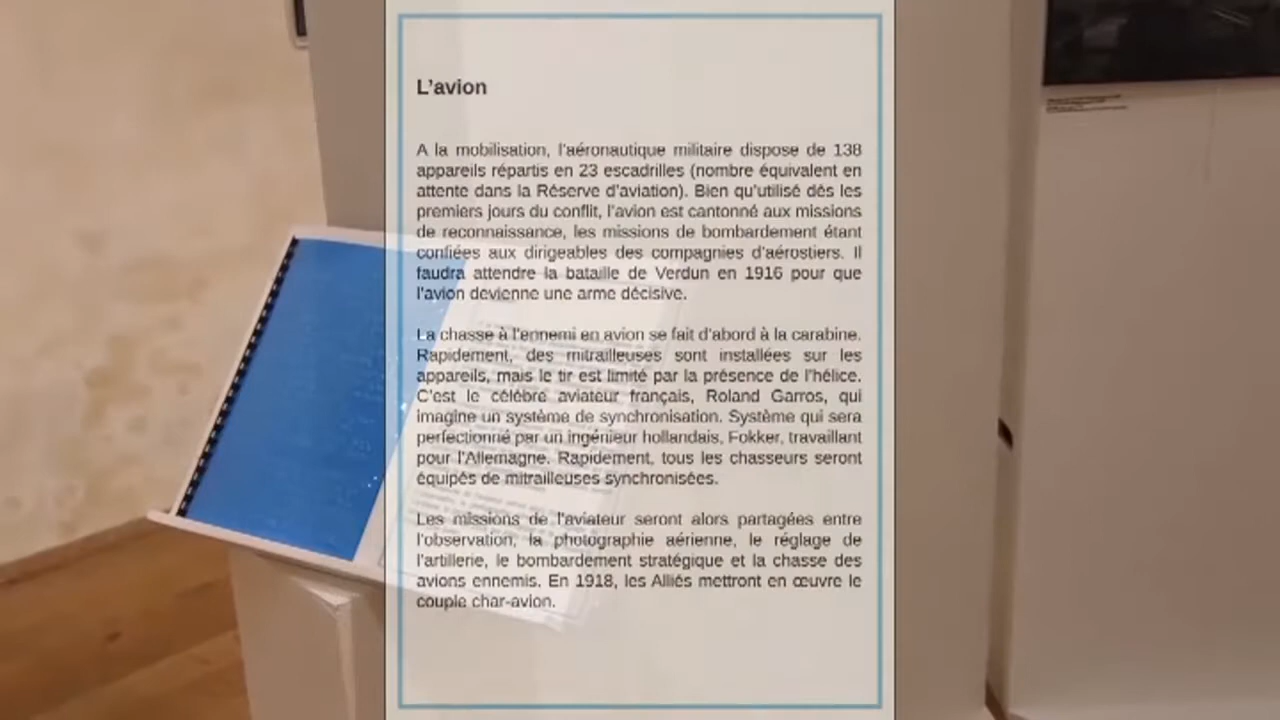 L'avion
A la mobilisation, l'aéronautique militaire dispose de 138
appareils répartis en 23 escadrilles (nombre équivalent en
attente dans la Réserve d'aviation). Bien qu'utilisé dès les
premiers jours du conflit, l'avion est cantonné aux missions
de reconnaissance, les missions de bombardement étant
confiées aux dirigeables des compagnies d'aérostiers. Il
faudra attendre la bataille de Verdun en 1916 pour que
l'avion devienne une arme décisive.
La chasse à l'ennemi en avion se fait d'abord à la carabine.
Rapidement, des mitrailleuses sont installées sur les
appareils, mais le tir est limité par la présence de l'hélice.
C'est le célèbre aviateur français, Roland Garros, qui
imagine un système de synchronisation. Système qui sera
perfectionné par un ingénieur hollandais, Fokker, travaillant
pour l'Allemagne. Rapidement, tous les chasseurs seront
équipés de mitrailleuses synchronisées.
Les missions de l'aviateur seront alors partagées entre
l'observation, la photographie aérienne, le réglage de
l'artillerie, le bombardement stratégique et la chasse des
avions ennemis. En 1918, les Alliés mettront en œuvre le
couple char-avion.